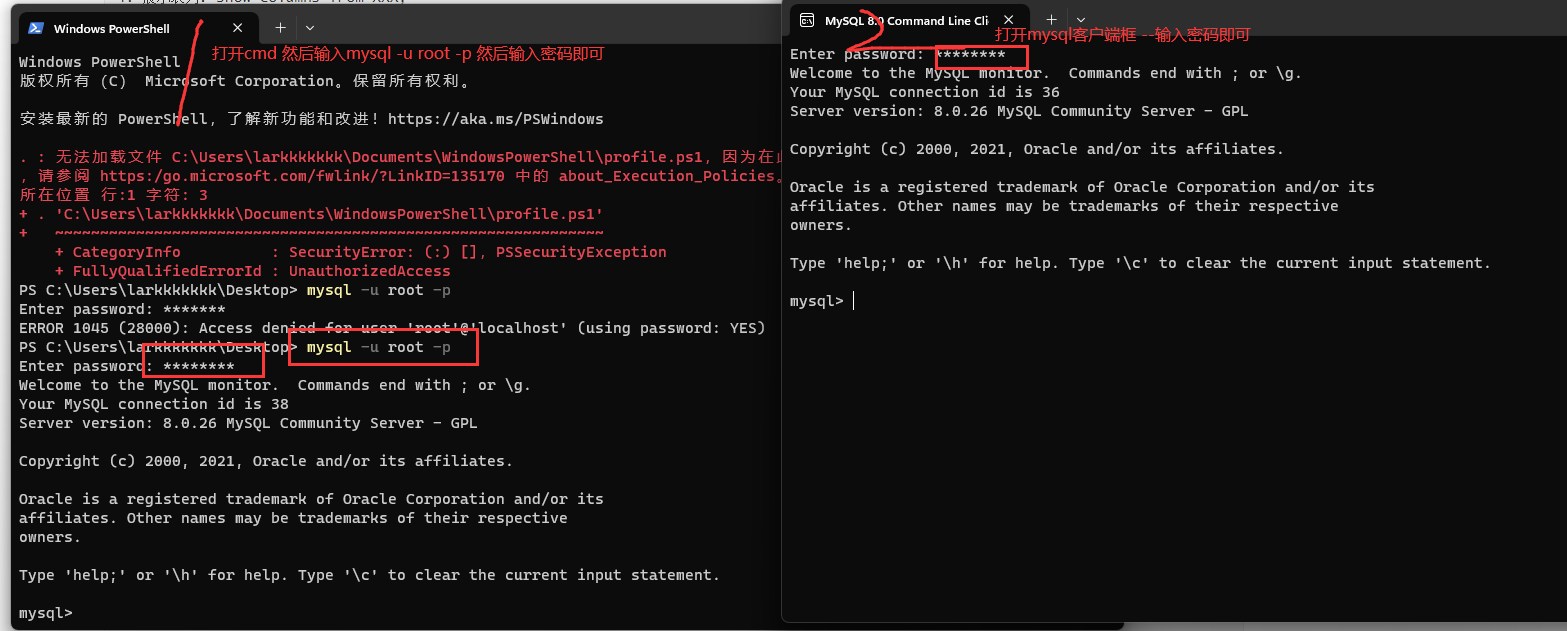 Windows PowerShell
打开cmd 然后输入mysql -u root -p 然后输入密码即可
Windows PowerShell
版权所有 (C) Microsoft Corporation。保留所有权利。
安装最新的 PowerShell，了解新功能和改进！https://aka.ms/PSWindows
. : 无法加载文件 C:\Users\larkkkkkkk\Documents\WindowsPowerShell\profile.ps1，因为在
，请参阅 https:/go.microsoft.com/fwlink/?LinkID=135170 中的 about_Execution_Policies。
所在位置 行:1 字符: 3
+ . 'C:\Users\larkkkkkkk\Documents\WindowsPowerShell\profile.ps1'
+   ~~~~~~~~~~~~~~~~~~~~~~~~~~~~~~~~~~~~~~~~~~~~~~~~~~~~~~~~~~~~~
    + CategoryInfo          : SecurityError: (:) []，PSSecurityException
    + FullyQualifiedErrorId : UnauthorizedAccess
PS C:\Users\larkkkkkkk\Desktop> mysql -u root -p
Enter password: *******
ERROR 1045 (28000): Access denied for user 'root'@'localhost' (using password: YES)
PS C:\Users\larkkkkkkk\Desktop> mysql -u root -p
Enter password: ********
Welcome to the MySQL monitor.  Commands end with ; or \g.
Your MySQL connection id is 38
Server version: 8.0.26 MySQL Community Server - GPL
Copyright (c) 2000, 2021, Oracle and/or its affiliates.
Oracle is a registered trademark of Oracle Corporation and/or its
affiliates. Other names may be trademarks of their respective
owners.
Type 'help;' or '\h' for help. Type '\c' to clear the current input statement.
mysql>
MySQL 8.0 Command Line Cli
打开mysql客户端框 --输入密码即可
Enter password: ********
Welcome to the MySQL monitor.  Commands end with ; or \g.
Your MySQL connection id is 36
Server version: 8.0.26 MySQL Community Server - GPL
Copyright (c) 2000, 2021, Oracle and/or its affiliates.
Oracle is a registered trademark of Oracle Corporation and/or its
affiliates. Other names may be trademarks of their respective
owners.
Type 'help;' or '\h' for help. Type '\c' to clear the current input statement.
mysql>